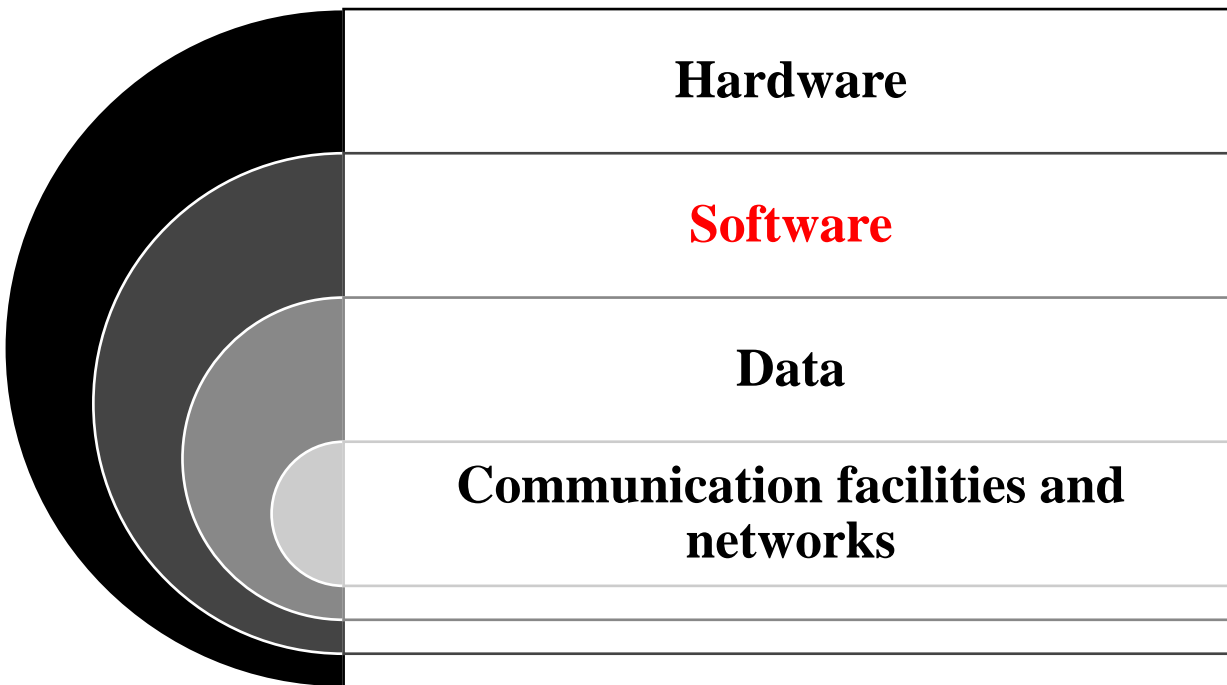 Hardware
Software
Data
Communication facilities and
networks